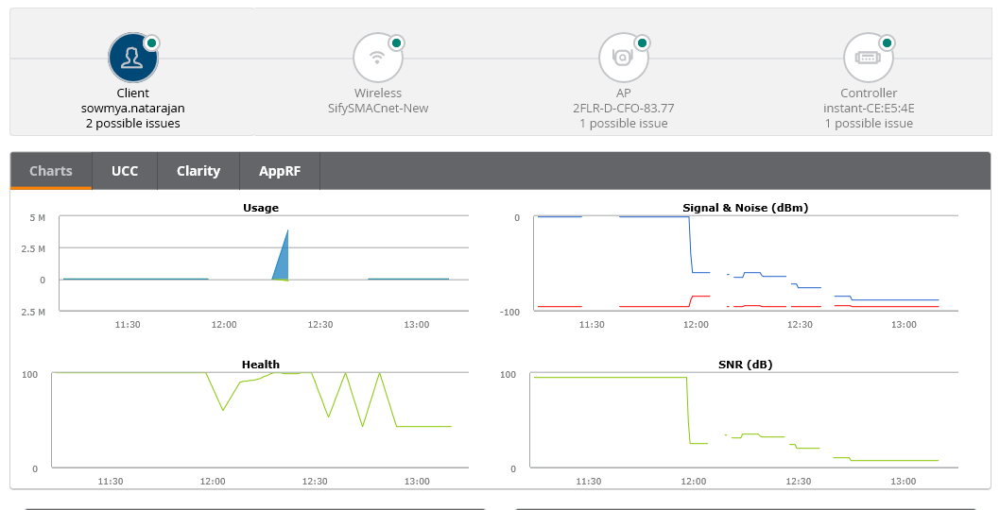 Client
sowmya.natarajan
2 possible issues
Wireless
SifySMACnet-New
AP
2FLR-D-CFO-83.77
1 possible issue
Controller
instant-CE:E5:4E
1 possible issue
Charts UCC Clarity AppRF
Usage
5 M
2.5 M
0
2.5 M
11:30 12:00 12:30 13:00
Signal & Noise (dBm)
0
-100
11:30 12:00 12:30 13:00
Health
100
0
11:30 12:00 12:30 13:00
SNR (dB)
100
0
11:30 12:00 12:30 13:00